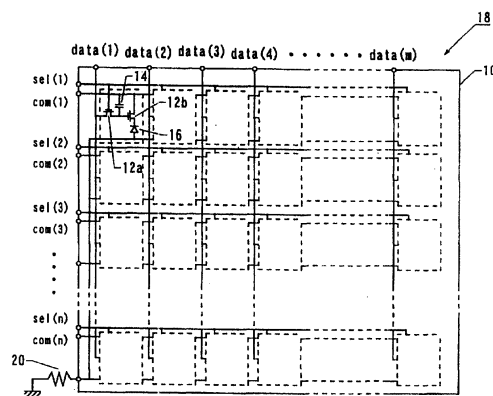 18
data(1) data(2) data(3) data(4) · · · · · · data(m)
10
sel(1)
14
com(1)
12b
16
sel(2)
12a
com(2)
sel(3)
com(3)
sel(n)
com(n)
20